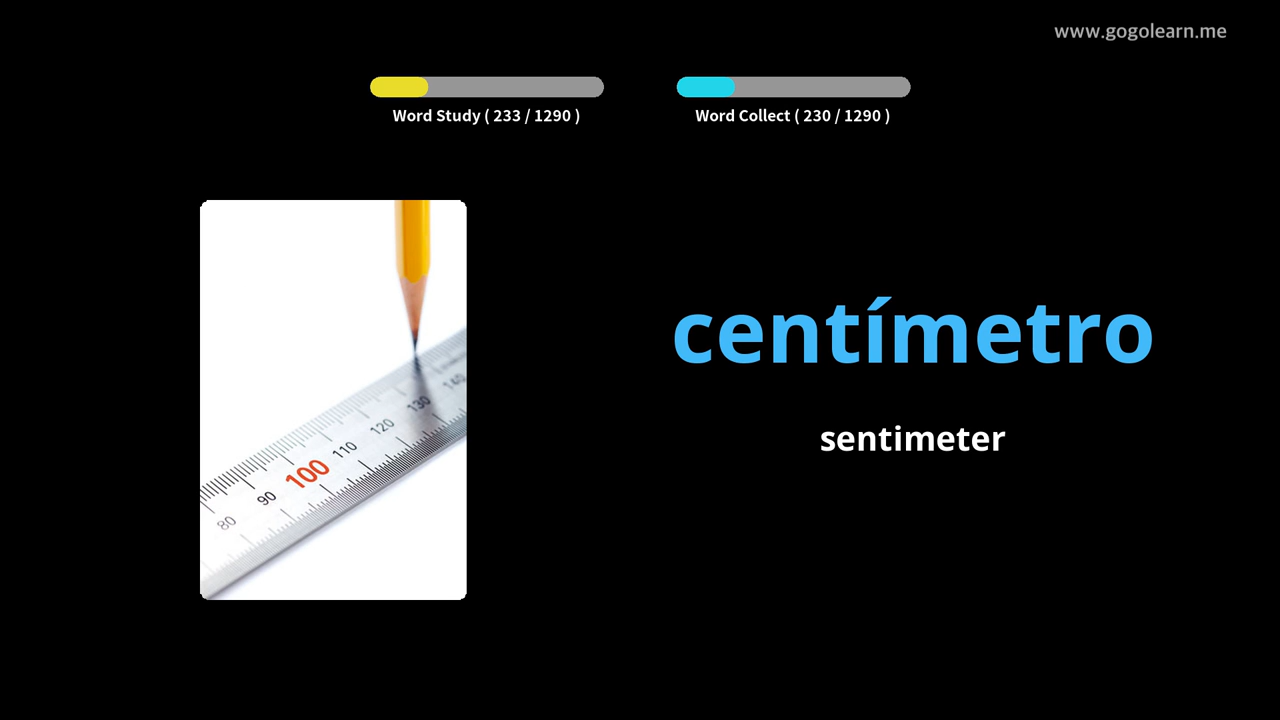 www.gogolearn.me
Word Study ( 233 / 1290 )
Word Collect ( 230 / 1290 )
centímetro
sentimeter
80
90
100
110
120
130
140